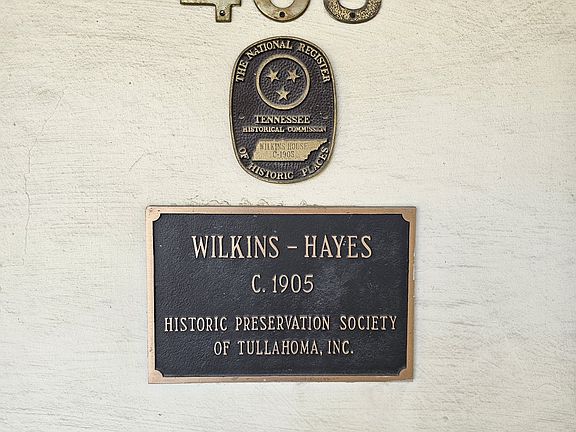 THE NATIONAL REGISTER
TENNESSEE
HISTORICAL COMMISSION
WILKINS HOUSE
C-1905
OF HISTORIC PLACES
WILKINS – HAYES
C. 1905
HISTORIC PRESERVATION SOCIETY
OF TULLAHOMA, INC.